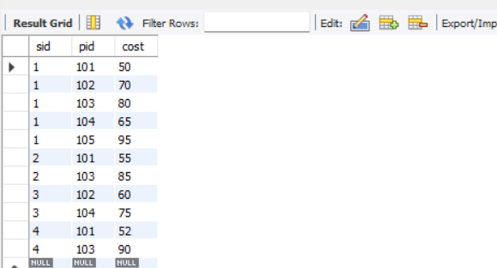 Result Grid Filter Rows: Edit: Export/Imp
sid pid cost
1 101 50
1 102 70
1 103 80
1 104 65
1 105 95
2 101 55
2 103 85
3 102 60
3 104 75
4 101 52
4 103 90
NULL NULL NULL